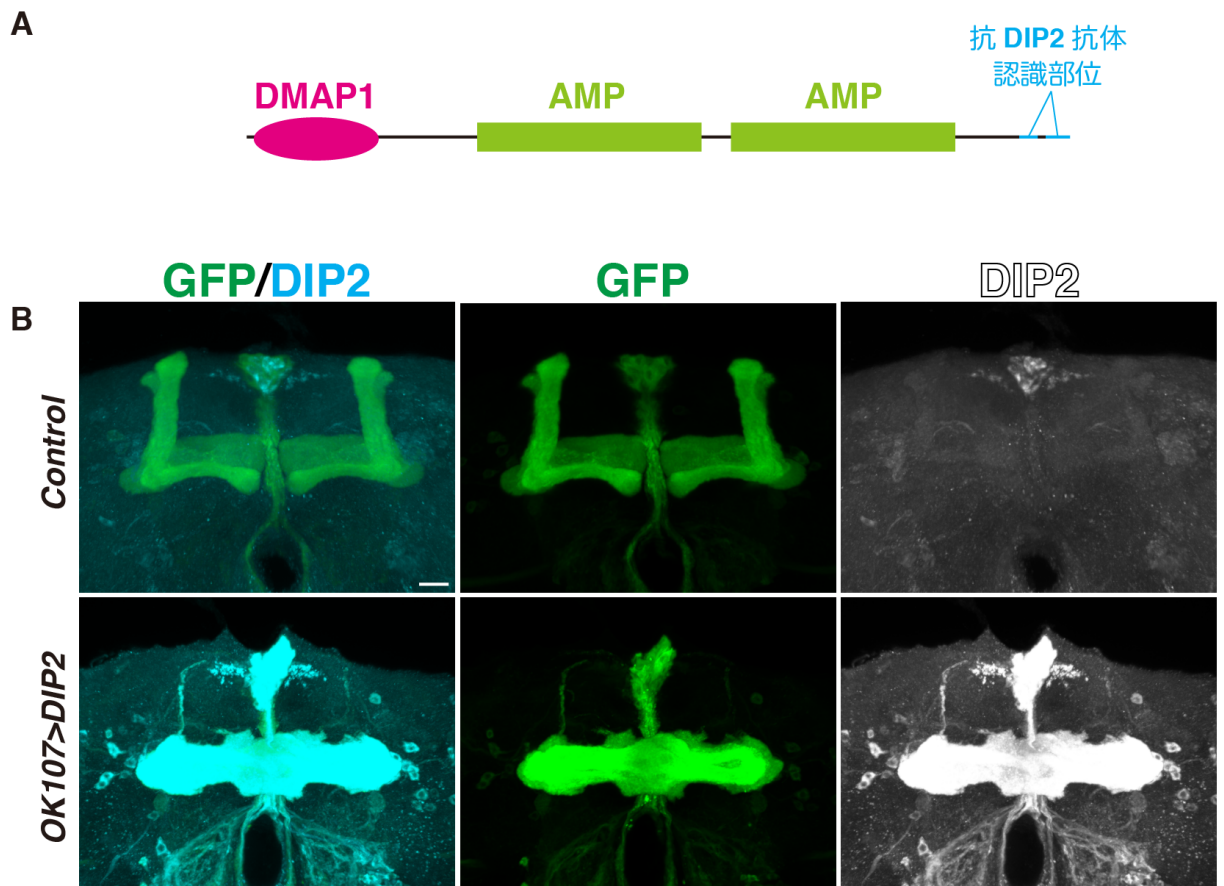 A
抗 DIP2 抗体
認識部位
DMAP1
AMP
AMP
GFP/DIP2
GFP
DIP2
B
Control
OK107>DIP2